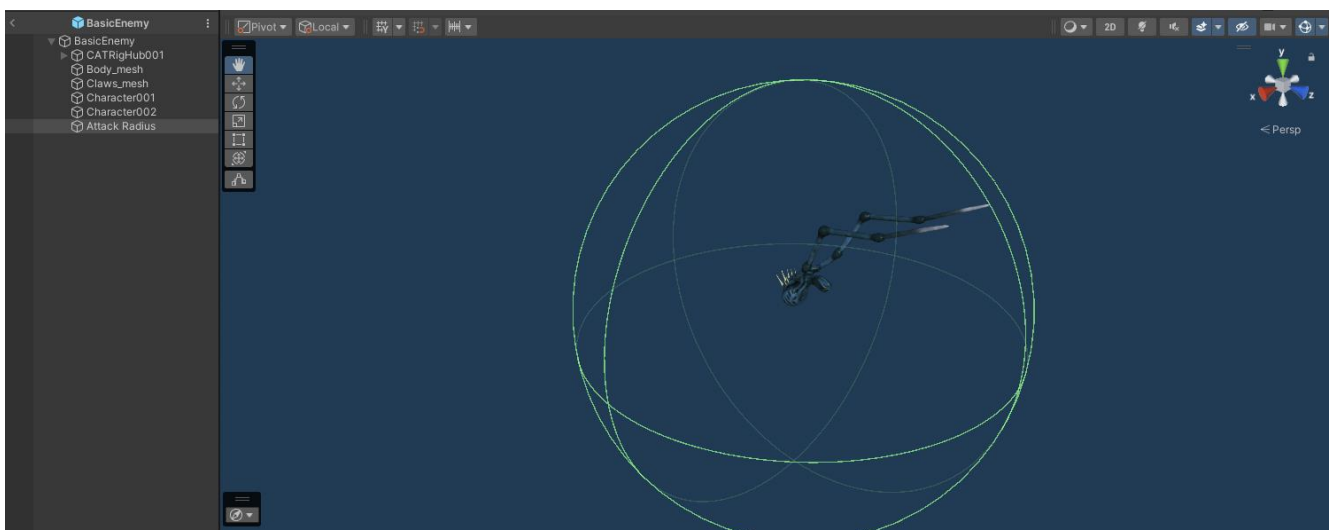 BasicEnemy
Pivot Local 2D
BasicEnemy
CATRigHub001
Body_mesh
Claws_mesh
Character001
Character002
Attack Radius
y
x z
Persp